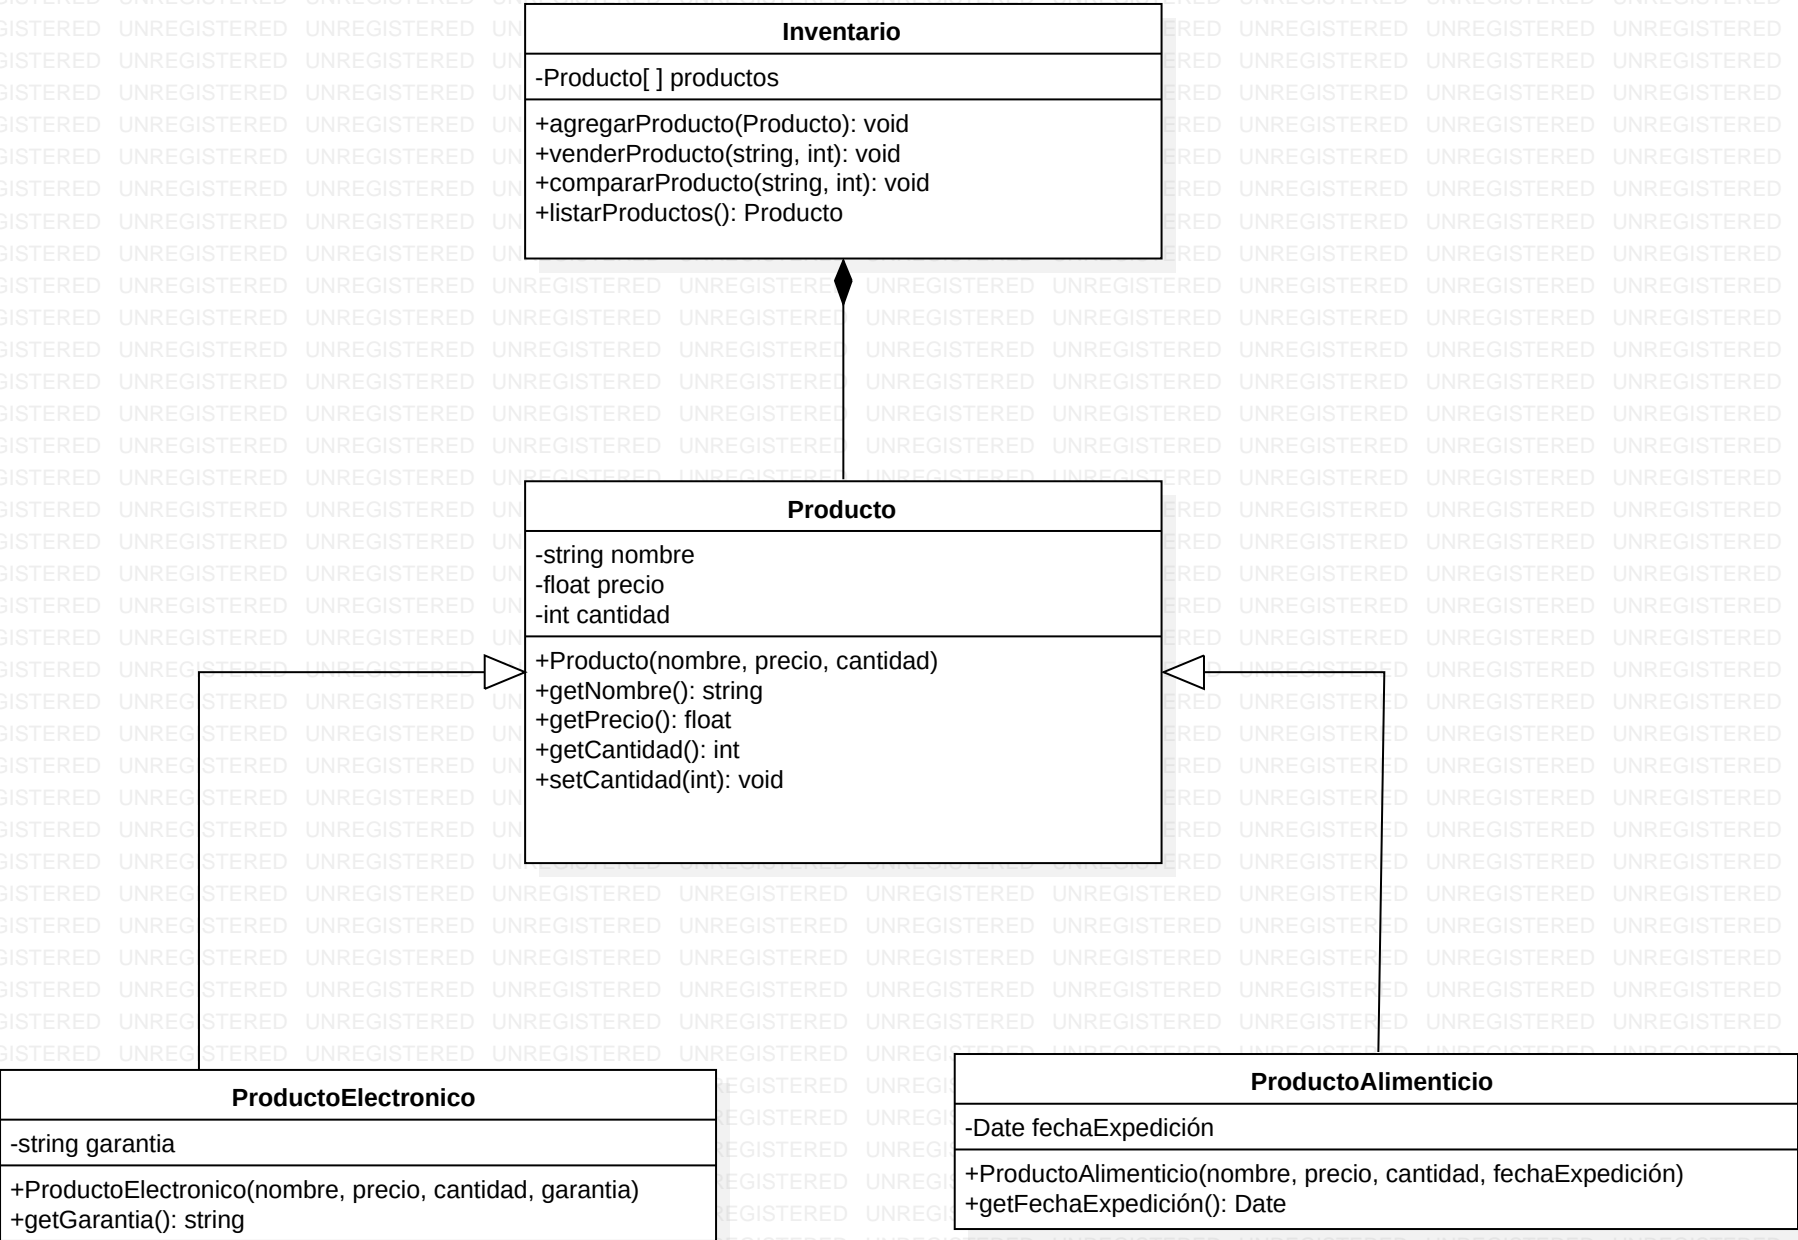 Inventario
-Producto[ ] productos
+agregarProducto(Producto): void
+venderProducto(string, int): void
+compararProducto(string, int): void
+listarProductos(): Producto
Producto
-string nombre
-float precio
-int cantidad
+Producto(nombre, precio, cantidad)
+getNombre(): string
+getPrecio(): float
+getCantidad(): int
+setCantidad(int): void
ProductoElectronico
-string garantia
+ProductoElectronico(nombre, precio, cantidad, garantia)
+getGarantia(): string
ProductoAlimenticio
-Date fechaExpedición
+ProductoAlimenticio(nombre, precio, cantidad, fechaExpedición)
+getFechaExpedición(): Date
UNREGISTERED